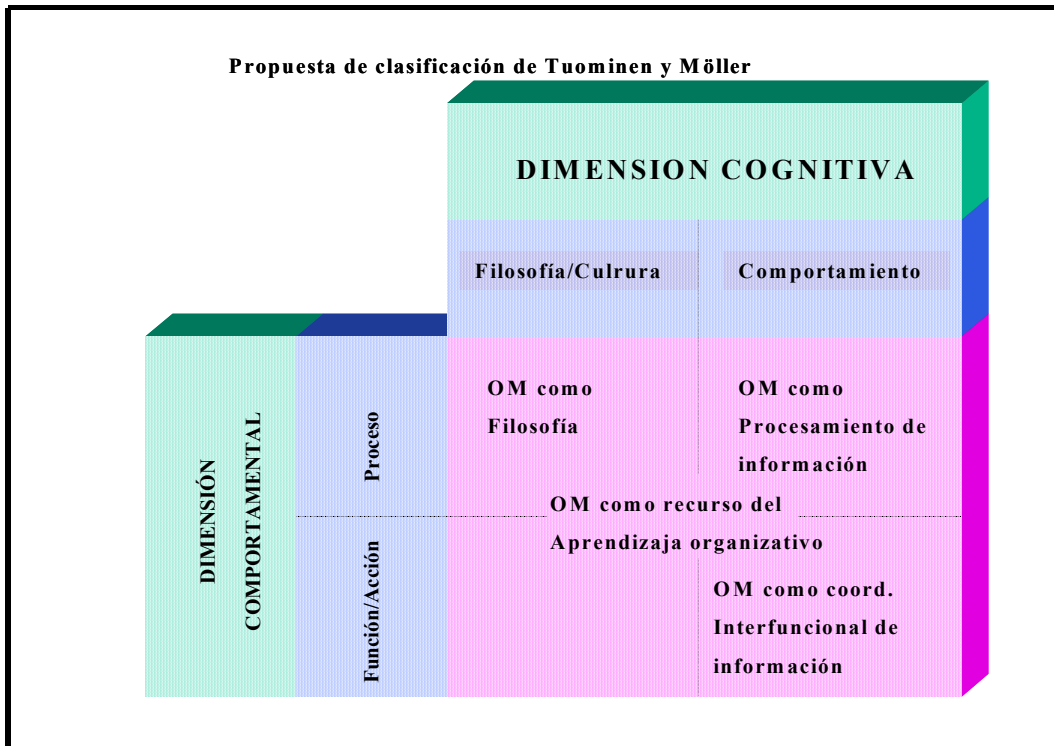 Propuesta de clasificación de Tuominen y Möller
DIMENSION COGNITIVA
Filosofía/Culrura
Comportamiento
DIMENSIÓN
COMPORTAMENTAL
Proceso
Función/Acción
OM como
Filosofía
OM como
Procesamiento de
información
OM como recurso del
Aprendizaja organizativo
OM como coord.
Interfuncional de
información